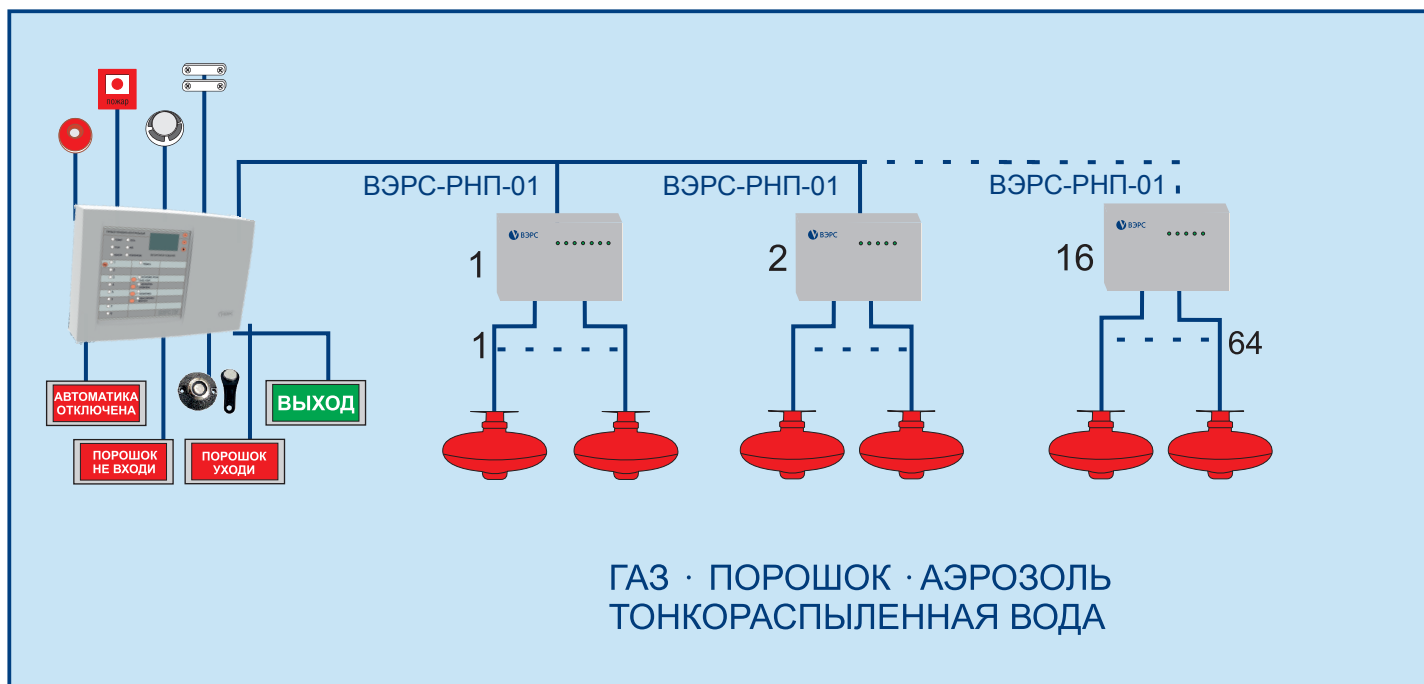 пожар
ВЭРС-РНП-01
ВЭРС-РНП-01
ВЭРС-РНП-01
ВЭРС
ВЭРС
ВЭРС
1
2
16
1
64
АВТОМАТИКА
ОТКЛЮЧЕНА
ВЫХОД
ПОРОШОК
НЕ ВХОДИ
ПОРОШОК
УХОДИ
ГАЗ · ПОРОШОК · АЭРОЗОЛЬ
ТОНКОРАСПЫЛЕННАЯ ВОДА